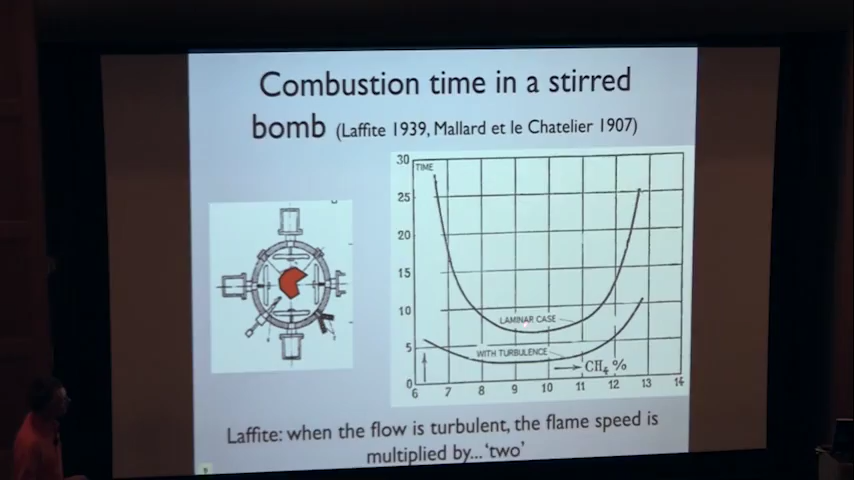 Combustion time in a stirred
bomb (Laffite 1939, Mallard et le Chatelier 1907)
30
TIME
25
20
15
10
5
0
LAMINAR CASE
WITH TURBULENCE
CH4 %
6 7 8 9 10 11 12 13 14
Laffite: when the flow is turbulent, the flame speed is
multiplied by... 'two'